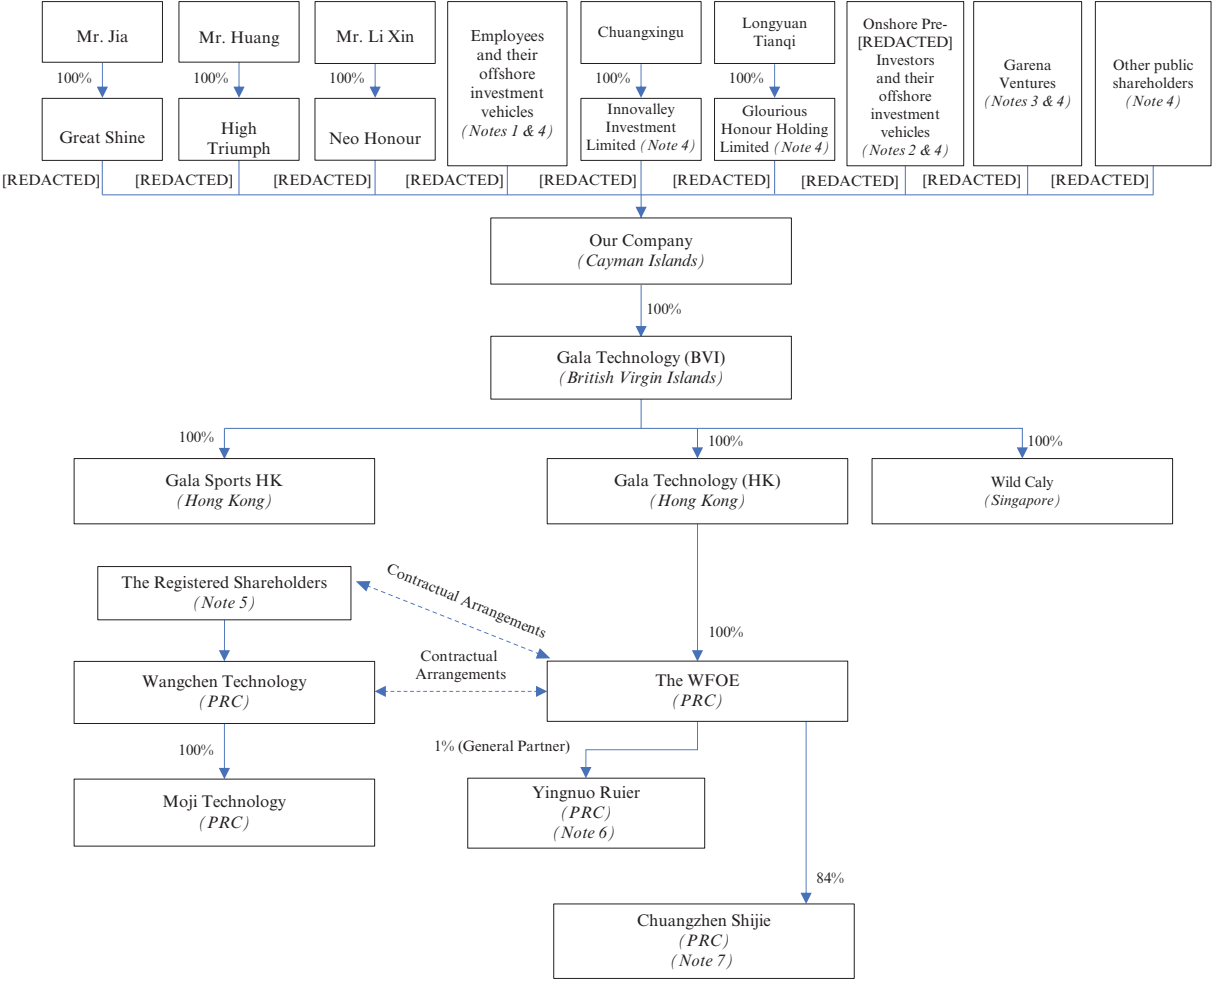 Mr. Jia
100%
Great Shine
[REDACTED]
Mr. Huang
100%
High
Triumph
[REDACTED]
Mr. Li Xin
100%
Neo Honour
[REDACTED]
Employees
and their
offshore
investment
vehicles
(Notes 1 & 4)
[REDACTED]
Chuangxingu
100%
Innovalley
Investment
Limited (Note 4)
[REDACTED]
Longyuan
Tianqi
100%
Glourious
Honour Holding
Limited (Note 4)
[REDACTED]
Onshore Pre-
[REDACTED]
Investors
and their
offshore
investment
vehicles
(Notes 2 & 4)
[REDACTED]
Garena
Ventures
(Notes 3 & 4)
[REDACTED]
Other public
shareholders
(Note 4)
[REDACTED]
Our Company
(Cayman Islands)
100%
Gala Technology (BVI)
(British Virgin Islands)
100%
100%
100%
Gala Sports HK
(Hong Kong)
Gala Technology (HK)
(Hong Kong)
Wild Caly
(Singapore)
The Registered Shareholders
(Note 5)
Contractual Arrangements
100%
Contractual
Arrangements
Wangchen Technology
(PRC)
The WFOE
(PRC)
100%
1% (General Partner)
Moji Technology
(PRC)
Yingnuo Ruier
(PRC)
(Note 6)
84%
Chuangzhen Shijie
(PRC)
(Note 7)